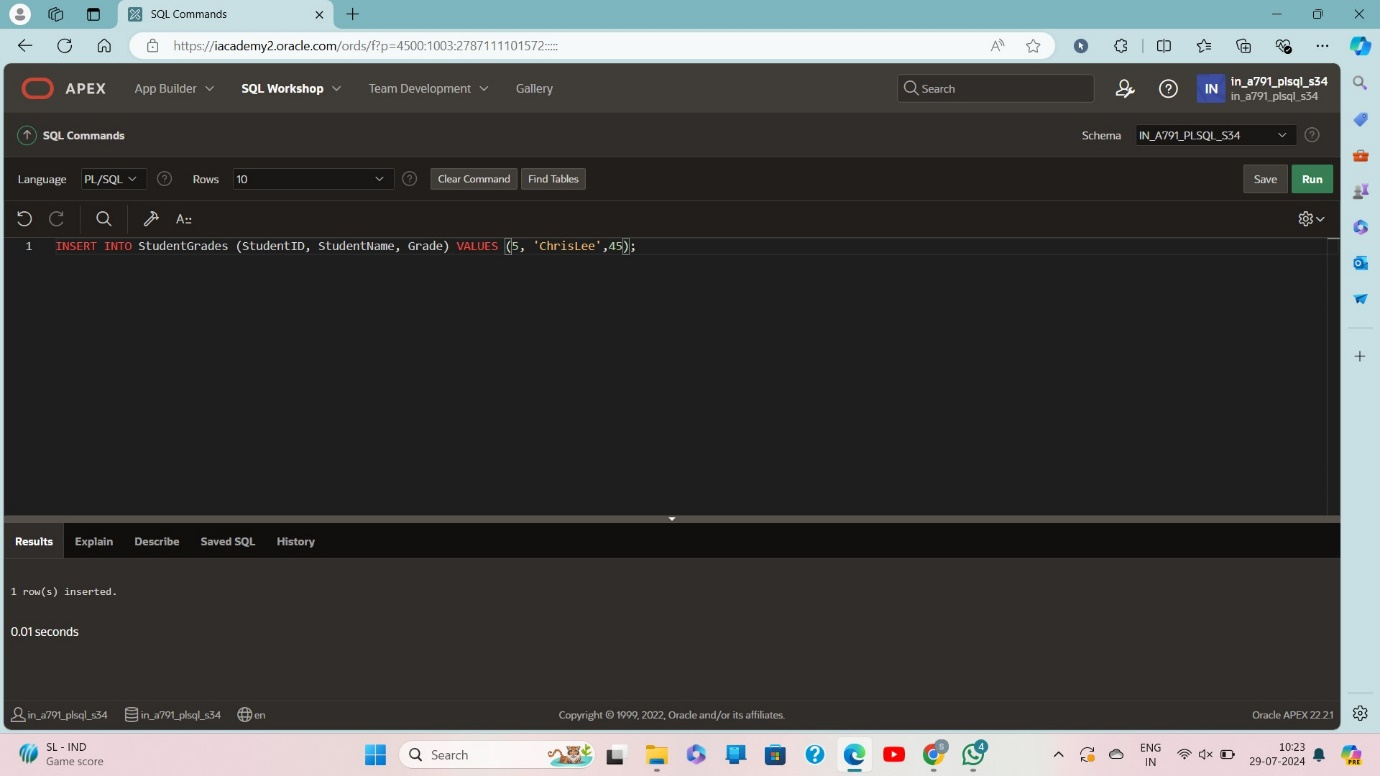 SQL Commands
https://iacademy2.oracle.com/ords/f?p=4500:1003:2787111101572:::::
APEX
App Builder
SQL Workshop
Team Development
Gallery
Search
IN
in_a791_plsql_s34
in_a791_plsql_s34
SQL Commands
Schema
IN_A791_PLSQL_S34
Language
PL/SQL
Rows
10
Clear Command
Find Tables
Save
Run
A::
1 INSERT INTO StudentGrades (StudentID, StudentName, Grade) VALUES (5, 'ChrisLee',45);
Results
Explain
Describe
Saved SQL
History
1 row(s) inserted.
0.01 seconds
in_a791_plsql_s34
in_a791_plsql_s34
en
Copyright © 1999, 2022, Oracle and/or its affiliates.
Oracle APEX 22.2.1
SL - IND
Game score
Search
S
4
ENG
IN
10:23
29-07-2024
PRE